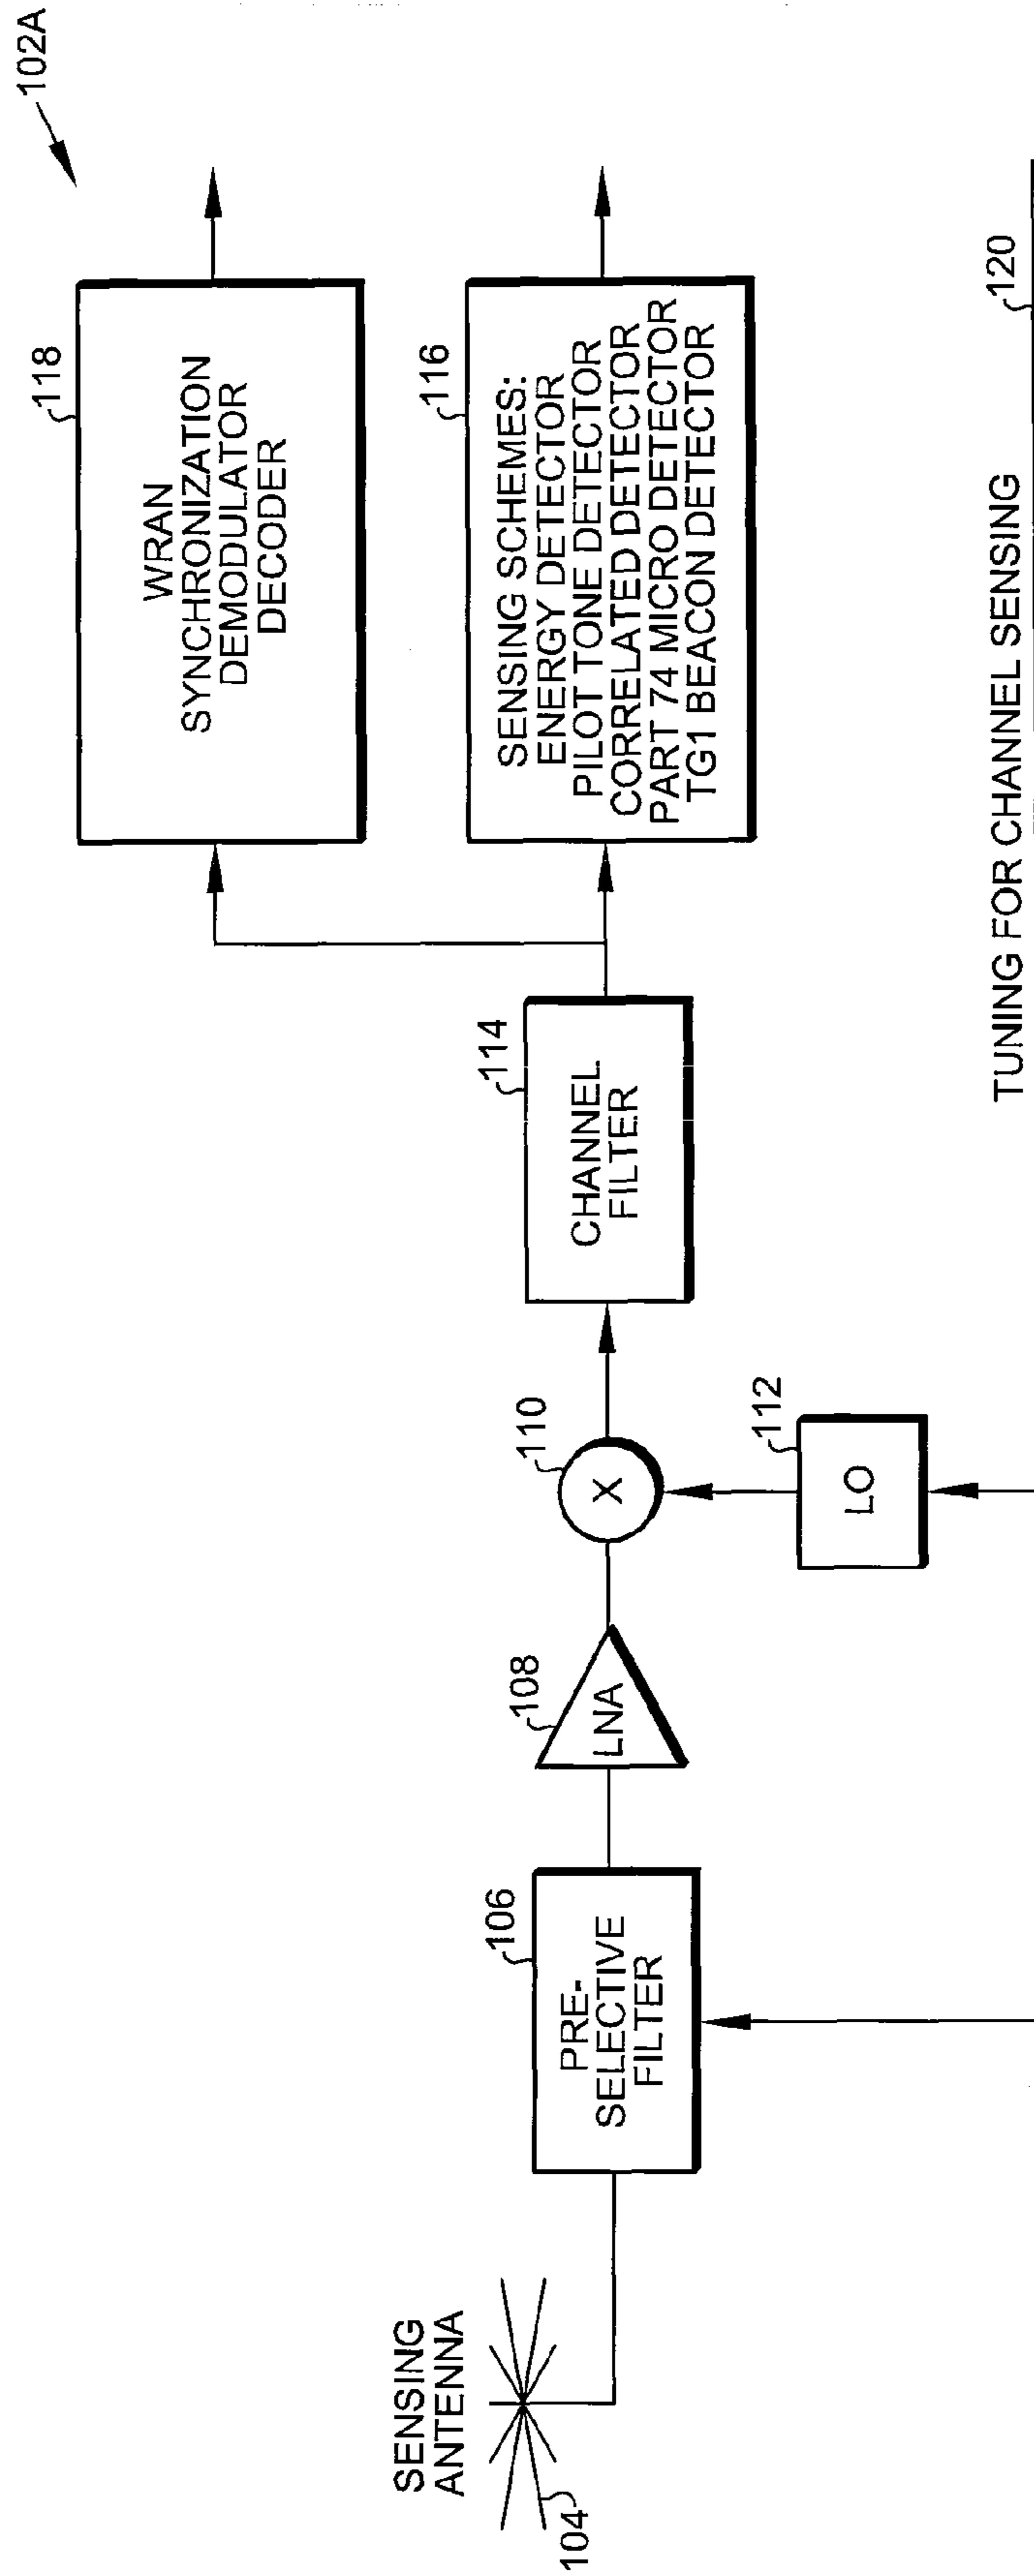 102A
118
WRAN
SYNCHRONIZATION
DEMODULATOR
DECODER
116
SENSING SCHEMES:
ENERGY DETECTOR
PILOT TONE DETECTOR
CORRELATED DETECTOR
PART 74 MICRO DETECTOR
TG1 BEACON DETECTOR
SENSING
ANTENNA
104
106
PRE-
SELECTIVE
FILTER
108
LNA
110
X
112
LO
114
CHANNEL
FILTER
TUNING FOR CHANNEL SENSING
120